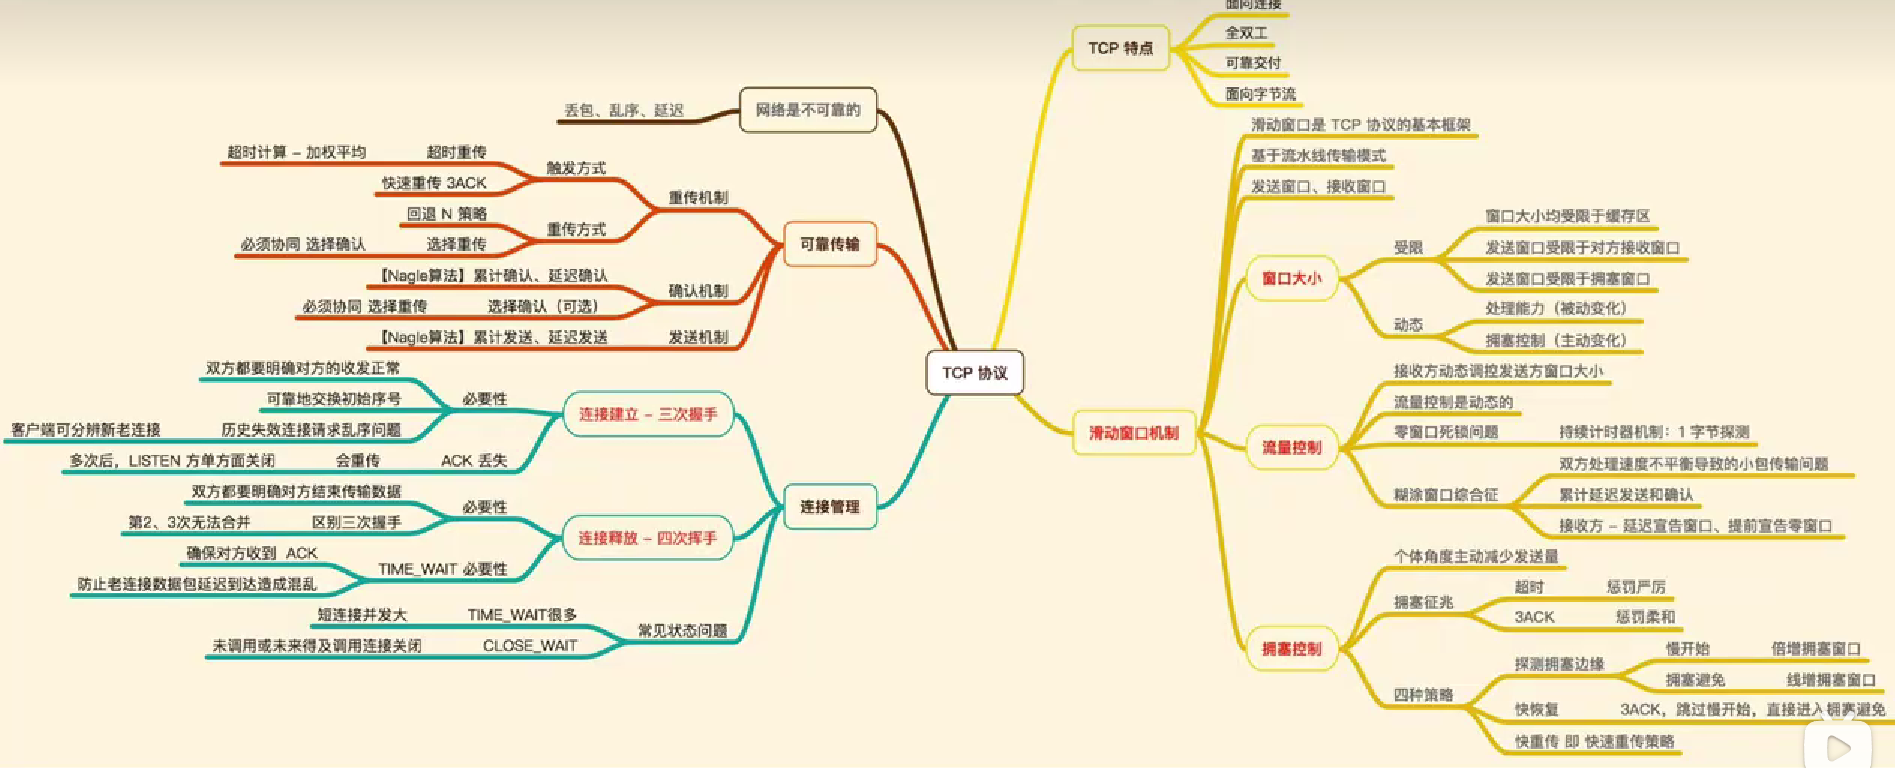 TCP 协议
TCP 特点
面向连接
全双工
可靠交付
面向字节流
滑动窗口机制
滑动窗口是 TCP 协议的基本框架
基于流水线传输模式
发送窗口、接收窗口
窗口大小
受限
窗口大小均受限于缓存区
发送窗口受限于对方接收窗口
发送窗口受限于拥塞窗口
动态
处理能力（被动变化）
拥塞控制（主动变化）
流量控制
接收方动态调控发送方窗口大小
流量控制是动态的
零窗口死锁问题 持续计时器机制：1 字节探测
糊涂窗口综合征
双方处理速度不平衡导致的小包传输问题
累计延迟发送和确认
接收方 – 延迟宣告窗口、提前宣告零窗口
拥塞控制
个体角度主动减少发送量
拥塞征兆
超时 惩罚严厉
3ACK 惩罚柔和
四种策略
探测拥塞边缘
慢开始 倍增拥塞窗口
拥塞避免 线增拥塞窗口
快恢复 3ACK，跳过慢开始，直接进入拥塞避免
快重传 即 快速重传策略
网络是不可靠的
丢包、乱序、延迟
可靠传输
重传机制
触发方式
超时计算 – 加权平均 超时重传
快速重传 3ACK
重传方式
回退 N 策略
必须协同 选择确认 选择重传
确认机制
【Nagle算法】累计确认、延迟确认
必须协同 选择重传 选择确认（可选）
【Nagle算法】累计发送、延迟发送 发送机制
连接管理
连接建立 – 三次握手
必要性
双方都要明确对方的收发正常
可靠地交换初始序号
客户端可分辨新老连接 历史失效连接请求乱序问题
多次后，LISTEN 方单方面关闭 会重传 ACK 丢失
连接释放 – 四次挥手
必要性
双方都要明确对方结束传输数据
第2、3次无法合并 区别三次握手
TIME_WAIT 必要性
确保对方收到 ACK
防止老连接数据包延迟到达造成混乱
常见状态问题
短连接并发大 TIME_WAIT很多
未调用或未来得及调用连接关闭 CLOSE_WAIT